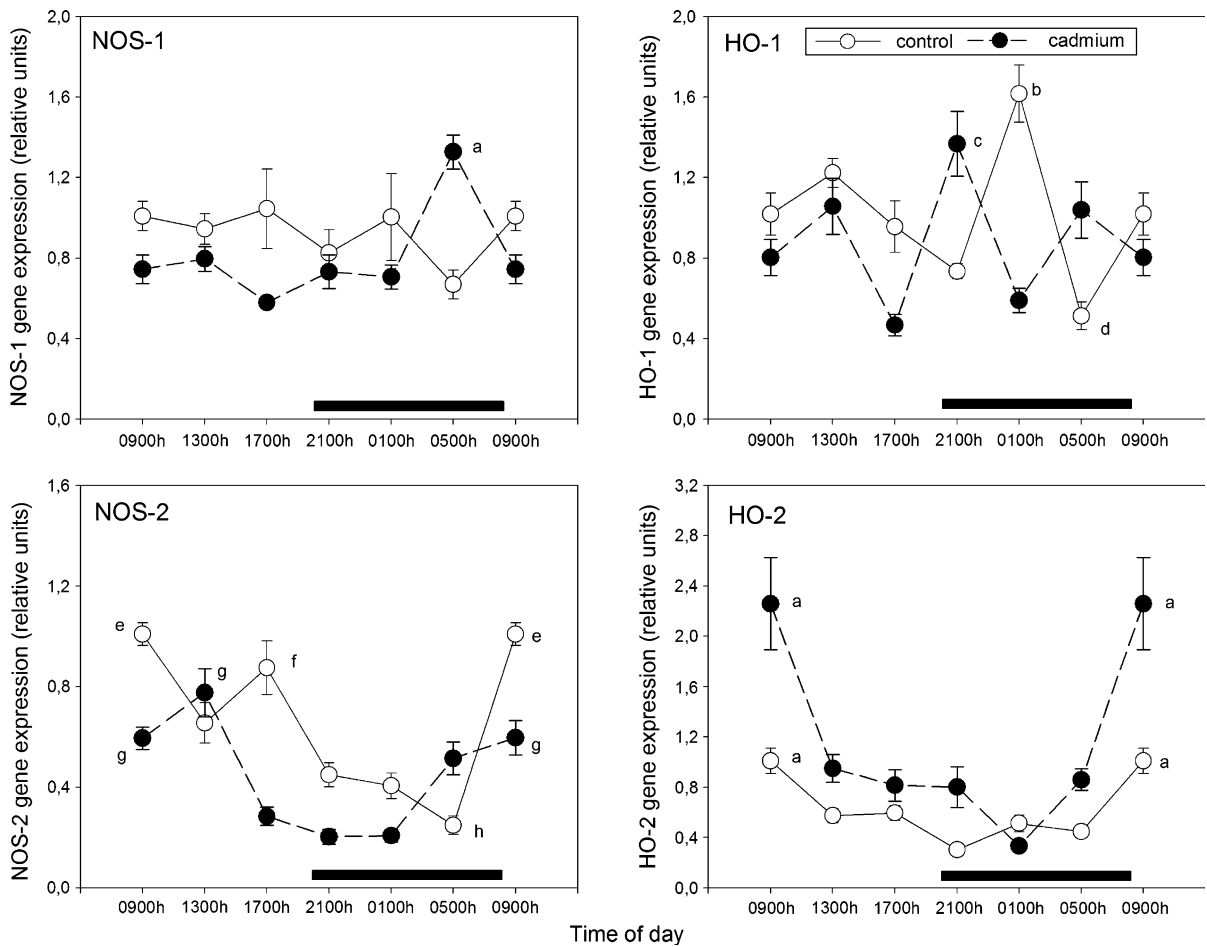 NOS-1
NOS-1 gene expression (relative units)
2,0
1,6
1,2
0,8
0,4
0,0
a
0900h 1300h 1700h 2100h 0100h 0500h 0900h
HO-1
control cadmium
HO-1 gene expression (relative units)
2,0
1,6
1,2
0,8
0,4
0,0
b
c
d
0900h 1300h 1700h 2100h 0100h 0500h 0900h
NOS-2
NOS-2 gene expression (relative units)
1,6
1,2
0,8
0,4
0,0
e
e
f
g
g
g
h
0900h 1300h 1700h 2100h 0100h 0500h 0900h
HO-2
HO-2 gene expression (relative units)
3,2
2,8
2,4
2,0
1,6
1,2
0,8
0,4
0,0
a
a
a
a
0900h 1300h 1700h 2100h 0100h 0500h 0900h
Time of day